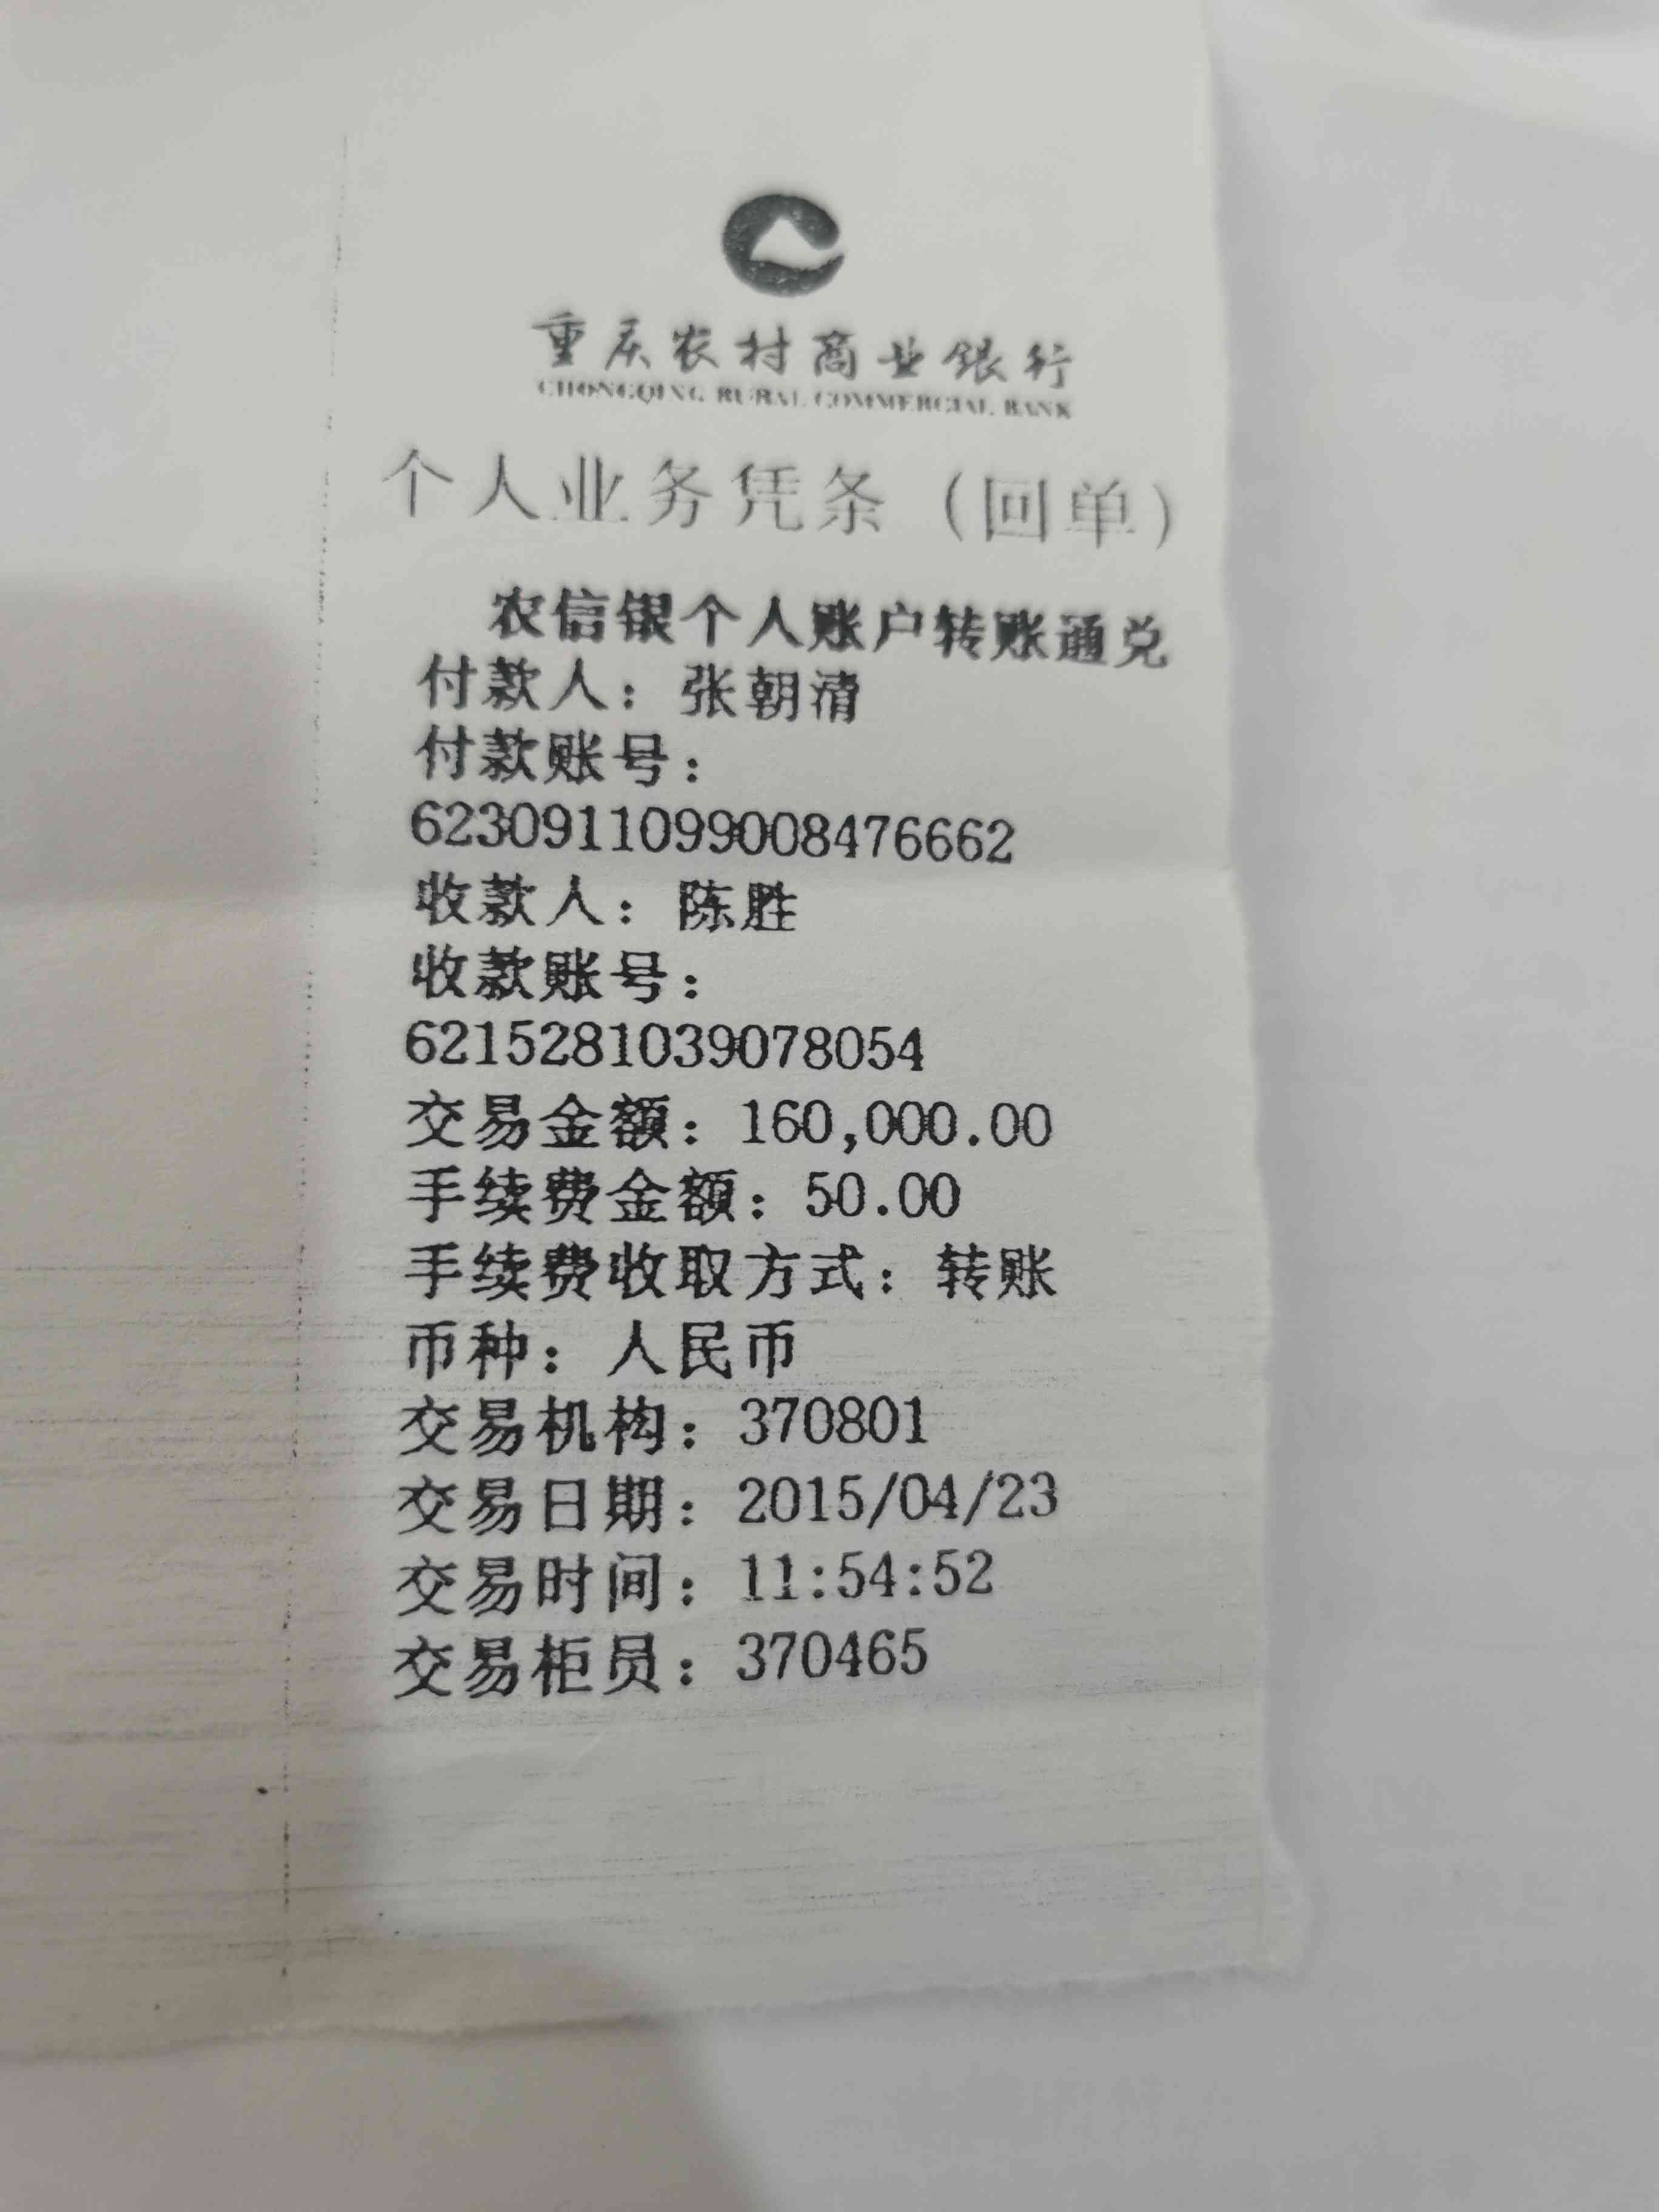 重庆农村商业银行
CHONGQING RURAL COMMERCIAL BANK
个人业务凭条（回单）
农信银个人账户转账通兑
付款人：张朝清
付款账号：
6230911099008476662
收款人：陈胜
收款账号：
6215281039078054
交易金额：160,000.00
手续费金额：50.00
手续费收取方式：转账
币种：人民币
交易机构：370801
交易日期：2015/04/23
交易时间：11:54:52
交易柜员：370465